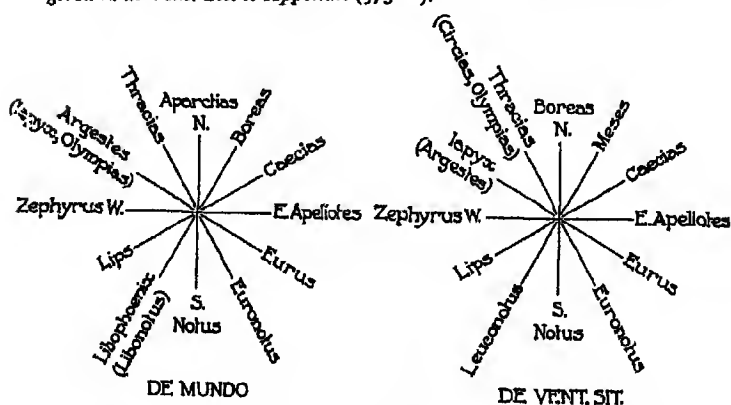 (Circias, Olympias)
Thracias
Aparctias
N.
Boreas
Argestes
(Iapyx, Olympias)
Caecias
Zephyrus W.
E. Apeliotes
Lips
Eurus
Libophoenix
(Libonotus)
S.
Notus
Euronotus
DE MUNDO
Thracias
Boreas
N.
Meses
Iapyx
(Argestes)
Caecias
Zephyrus W.
E. Apeliotes
Lips
Eurus
Leuconotus
S.
Notus
Euronotus
DE VENT. SIT.